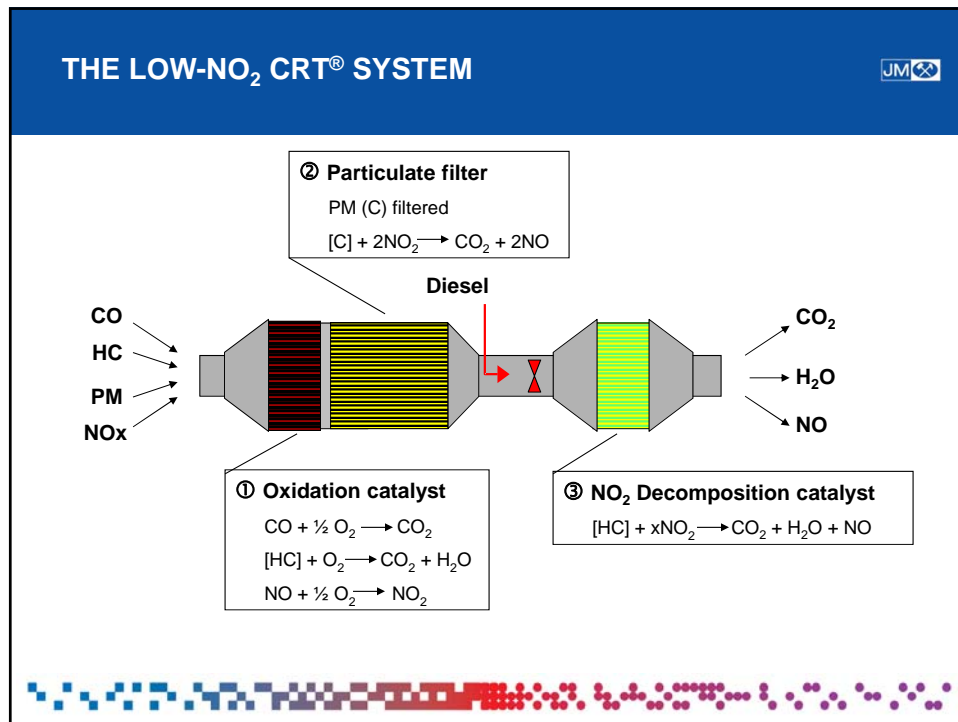 THE LOW-NO₂ CRT® SYSTEM
JM
② Particulate filter
PM (C) filtered
[C] + 2NO₂ → CO₂ + 2NO
Diesel
CO
HC
PM
NOx
CO₂
H₂O
NO
① Oxidation catalyst
CO + ½ O₂ → CO₂
[HC] + O₂ → CO₂ + H₂O
NO + ½ O₂ → NO₂
③ NO₂ Decomposition catalyst
[HC] + xNO₂ → CO₂ + H₂O + NO